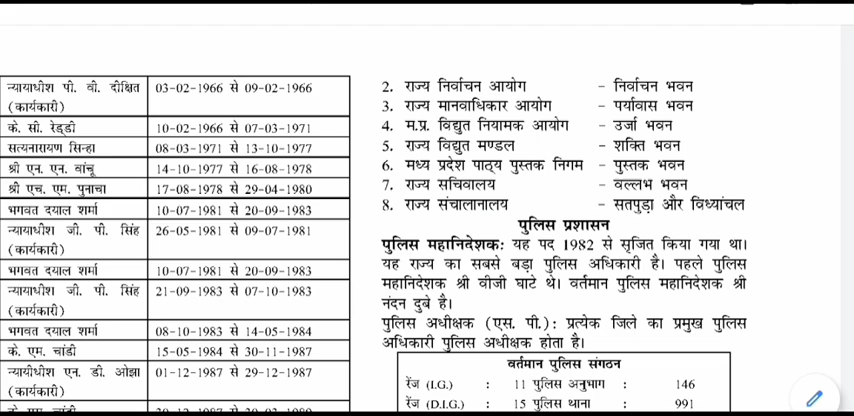 न्यायाधीश पी. वी. दीक्षित 03-02-1966 से 09-02-1966
(कार्यकारी)
के. सी. रेड्डी 10-02-1966 से 07-03-1971
सत्यनारायण सिन्हा 08-03-1971 से 13-10-1977
श्री एन. एन. वांचू 14-10-1977 से 16-08-1978
श्री एच. एम. पुनाचा 17-08-1978 से 29-04-1980
भगवत दयाल शर्मा 10-07-1981 से 20-09-1983
न्यायाधीश जी. पी. सिंह 26-05-1981 से 09-07-1981
(कार्यकारी)
भगवत दयाल शर्मा 10-07-1981 से 20-09-1983
न्यायाधीश जी. पी. सिंह 21-09-1983 से 07-10-1983
(कार्यकारी)
भगवत दयाल शर्मा 08-10-1983 से 14-05-1984
के. एम. चांडी 15-05-1984 से 30-11-1987
न्यायीधीश एन. डी. ओझा 01-12-1987 से 29-12-1987
(कार्यकारी)
2. राज्य निर्वाचन आयोग - निर्वाचन भवन
3. राज्य मानवाधिकार आयोग - पर्यावास भवन
4. म.प्र. विद्युत नियामक आयोग - उर्जा भवन
5. राज्य विद्युत मण्डल - शक्ति भवन
6. मध्य प्रदेश पाठ्य पुस्तक निगम - पुस्तक भवन
7. राज्य सचिवालय - वल्लभ भवन
8. राज्य संचालानालय - सतपुड़ा और विध्यांचल
पुलिस प्रशासन
पुलिस महानिदेशक: यह पद 1982 से सृजित किया गया था।
यह राज्य का सबसे बड़ा पुलिस अधिकारी है। पहले पुलिस
महानिदेशक श्री वीजी घाटे थे। वर्तमान पुलिस महानिदेशक श्री
नंदन दुबे है।
पुलिस अधीक्षक (एस. पी.): प्रत्येक जिले का प्रमुख पुलिस
अधिकारी पुलिस अधीक्षक होता है।
वर्तमान पुलिस संगठन
रेंज (I.G.) : 11 पुलिस अनुभाग : 146
रेंज (D.I.G.) : 15 पुलिस थाना : 991